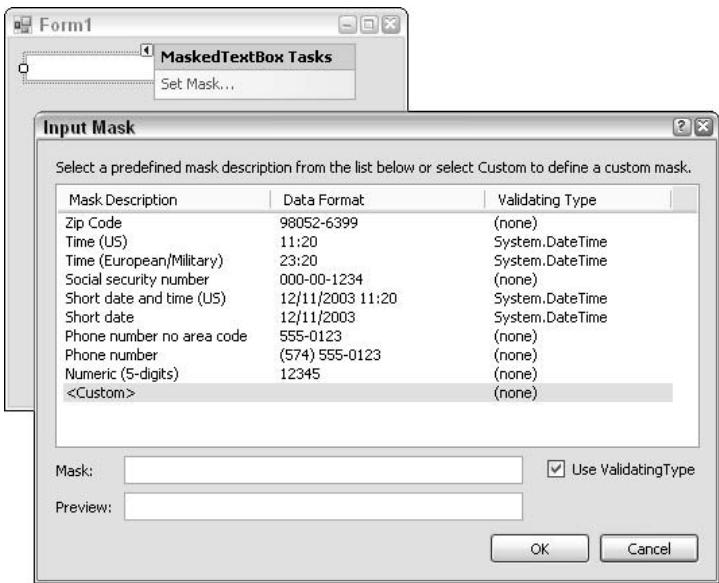 Form1
MaskedTextBox Tasks
Set Mask...
Input Mask
Select a predefined mask description from the list below or select Custom to define a custom mask.
Mask Description Data Format Validating Type
Zip Code 98052-6399 (none)
Time (US) 11:20 System.DateTime
Time (European/Military) 23:20 System.DateTime
Social security number 000-00-1234 (none)
Short date and time (US) 12/11/2003 11:20 System.DateTime
Short date 12/11/2003 System.DateTime
Phone number no area code 555-0123 (none)
Phone number (574) 555-0123 (none)
Numeric (5-digits) 12345 (none)
<Custom> (none)
Mask: Use ValidatingType
Preview:
OK Cancel